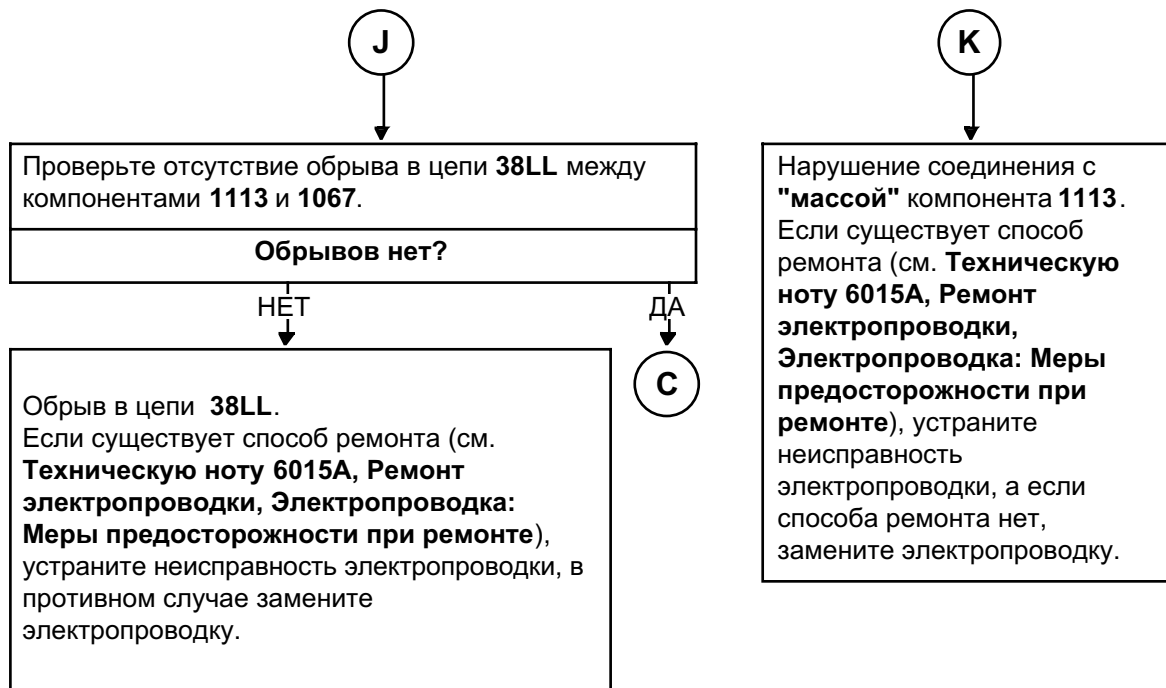 J
Проверьте отсутствие обрыва в цепи 38LL между
компонентами 1113 и 1067.
Обрывов нет?
НЕТ
ДА
C
Обрыв в цепи 38LL.
Если существует способ ремонта (см.
Техническую ноту 6015A, Ремонт
электропроводки, Электропроводка:
Меры предосторожности при ремонте),
устраните неисправность электропроводки, в
противном случае замените
электропроводку.
K
Нарушение соединения с
"массой" компонента 1113.
Если существует способ
ремонта (см. Техническую
ноту 6015A, Ремонт
электропроводки,
Электропроводка: Меры
предосторожности при
ремонте), устраните
неисправность
электропроводки, а если
способа ремонта нет,
замените электропроводку.